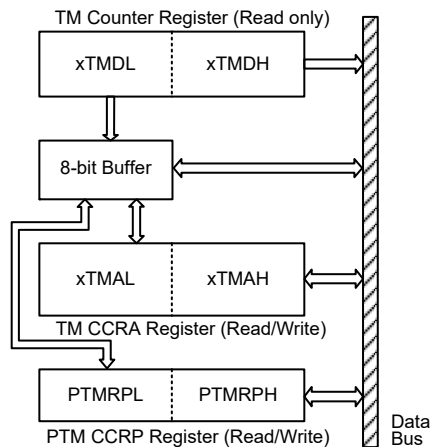 TM Counter Register (Read only)
xTMDL xTMDH
8-bit Buffer
xTMAL xTMAH
TM CCRA Register (Read/Write)
PTMRPL PTMRPH
PTM CCRP Register (Read/Write)
Data
Bus